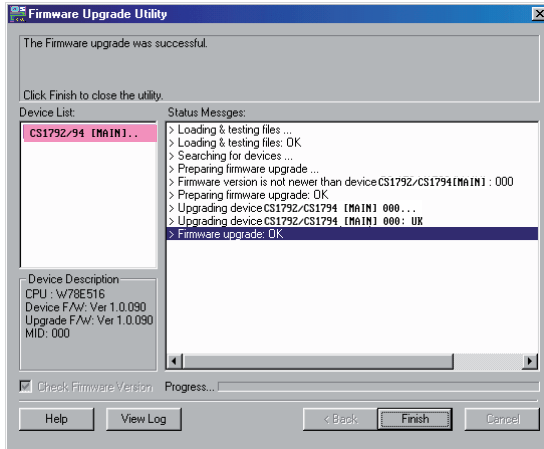 Firmware Upgrade Utility
The Firmware upgrade was successful.
Click Finish to close the utility.
Device List:
CS1792/94 [MAIN]..
Status Messges:
> Loading & testing files ...
> Loading & testing files: OK
> Searching for devices ...
> Preparing firmware upgrade ...
> Firmware version is not newer than device CS1792/CS1794[MAIN] : 000
> Preparing firmware upgrade: OK
> Upgrading device CS1792/CS1794 [MAIN] 000...
> Upgrading device CS1792/CS1794 [MAIN] 000: UK
> Firmware upgrade: OK
Device Description
CPU : W78E516
Device F/W: Ver 1.0.090
Upgrade F/W: Ver 1.0.090
MID: 000
Check Firmware Version
Progress...
Help
View Log
< Back
Finish
Cancel